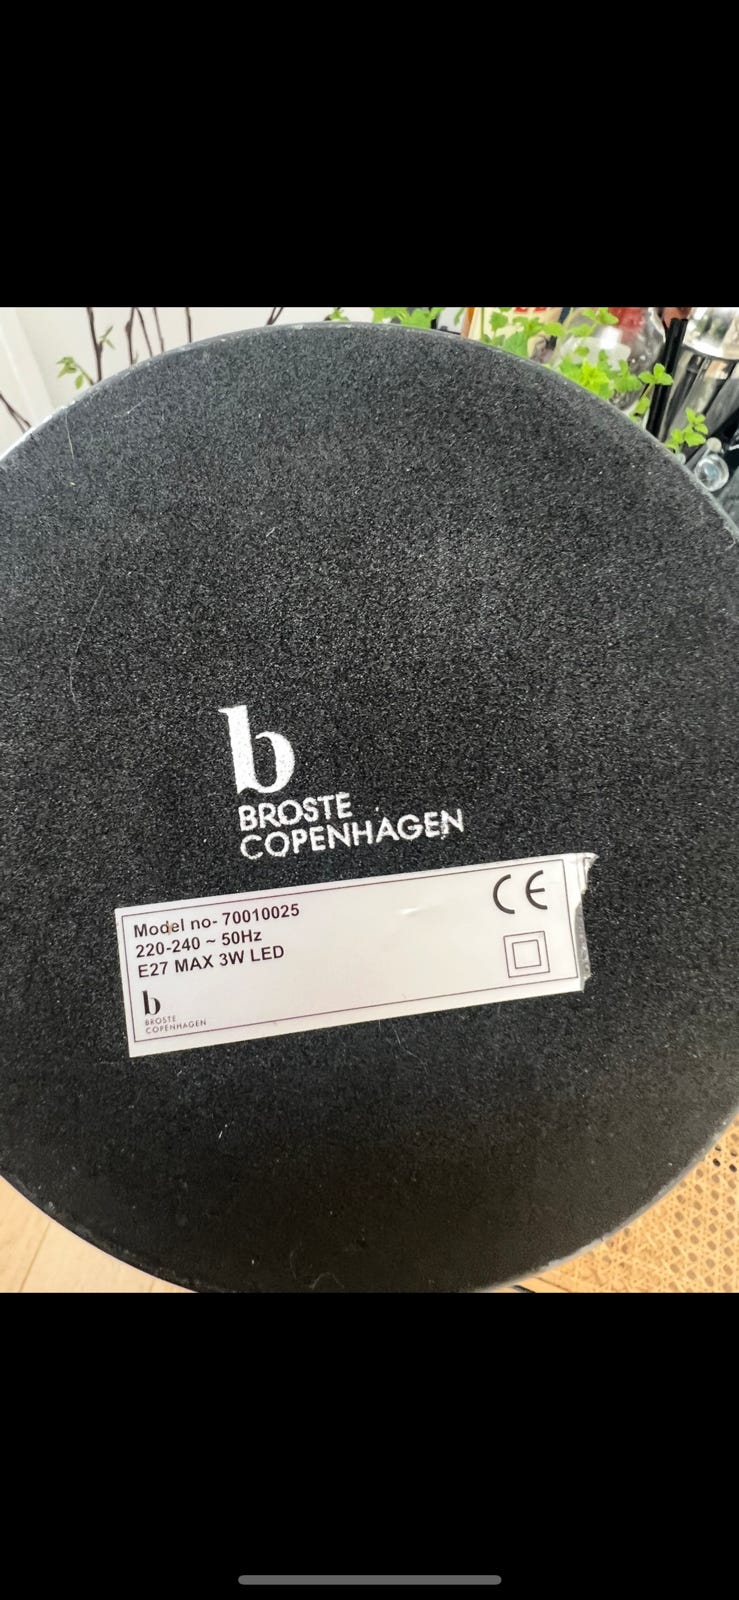 b
BROSTE
COPENHAGEN
Model no- 70010025
220-240 ~ 50Hz
E27 MAX 3W LED
CE
b
BROSTE
COPENHAGEN